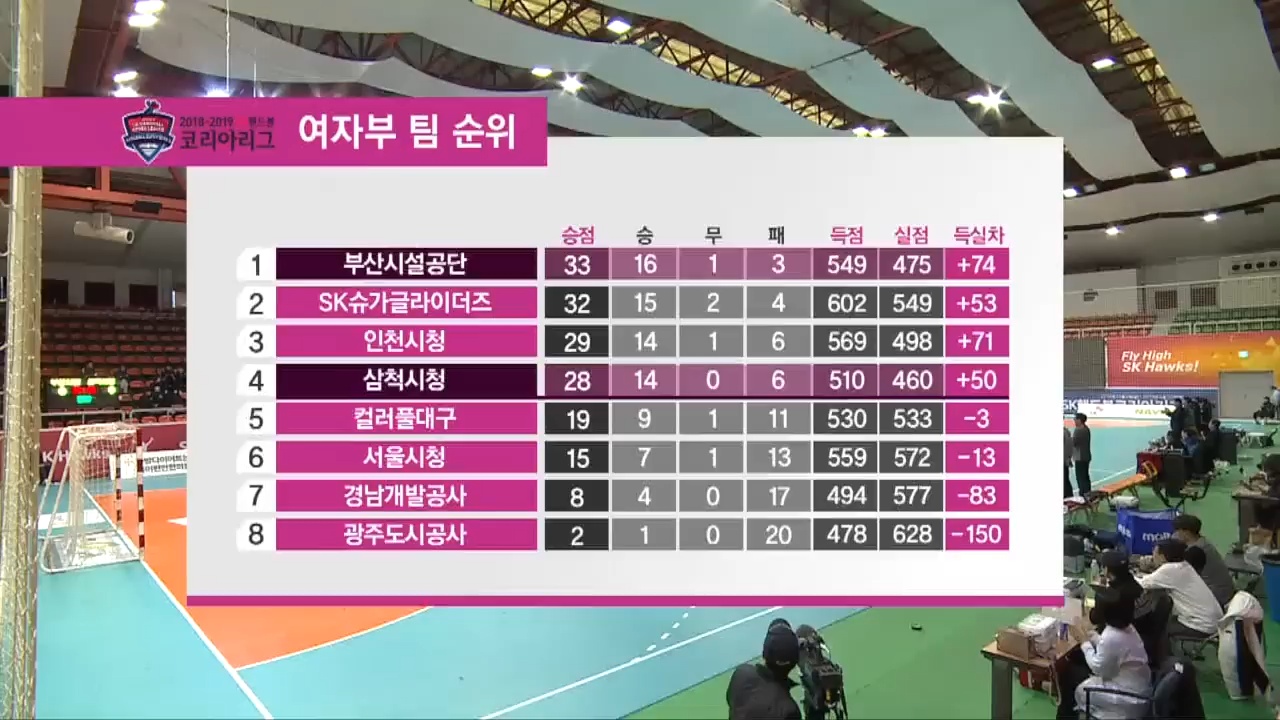 2018-2019 핸드볼
코리아리그
여자부 팀 순위
승점 승 무 패 득점 실점 득실차
1 부산시설공단 33 16 1 3 549 475 +74
2 SK슈가글라이더즈 32 15 2 4 602 549 +53
3 인천시청 29 14 1 6 569 498 +71
4 삼척시청 28 14 0 6 510 460 +50
5 컬러풀대구 19 9 1 11 530 533 -3
6 서울시청 15 7 1 13 559 572 -13
7 경남개발공사 8 4 0 17 494 577 -83
8 광주도시공사 2 1 0 20 478 628 -150
Fly High
SK Hawks!